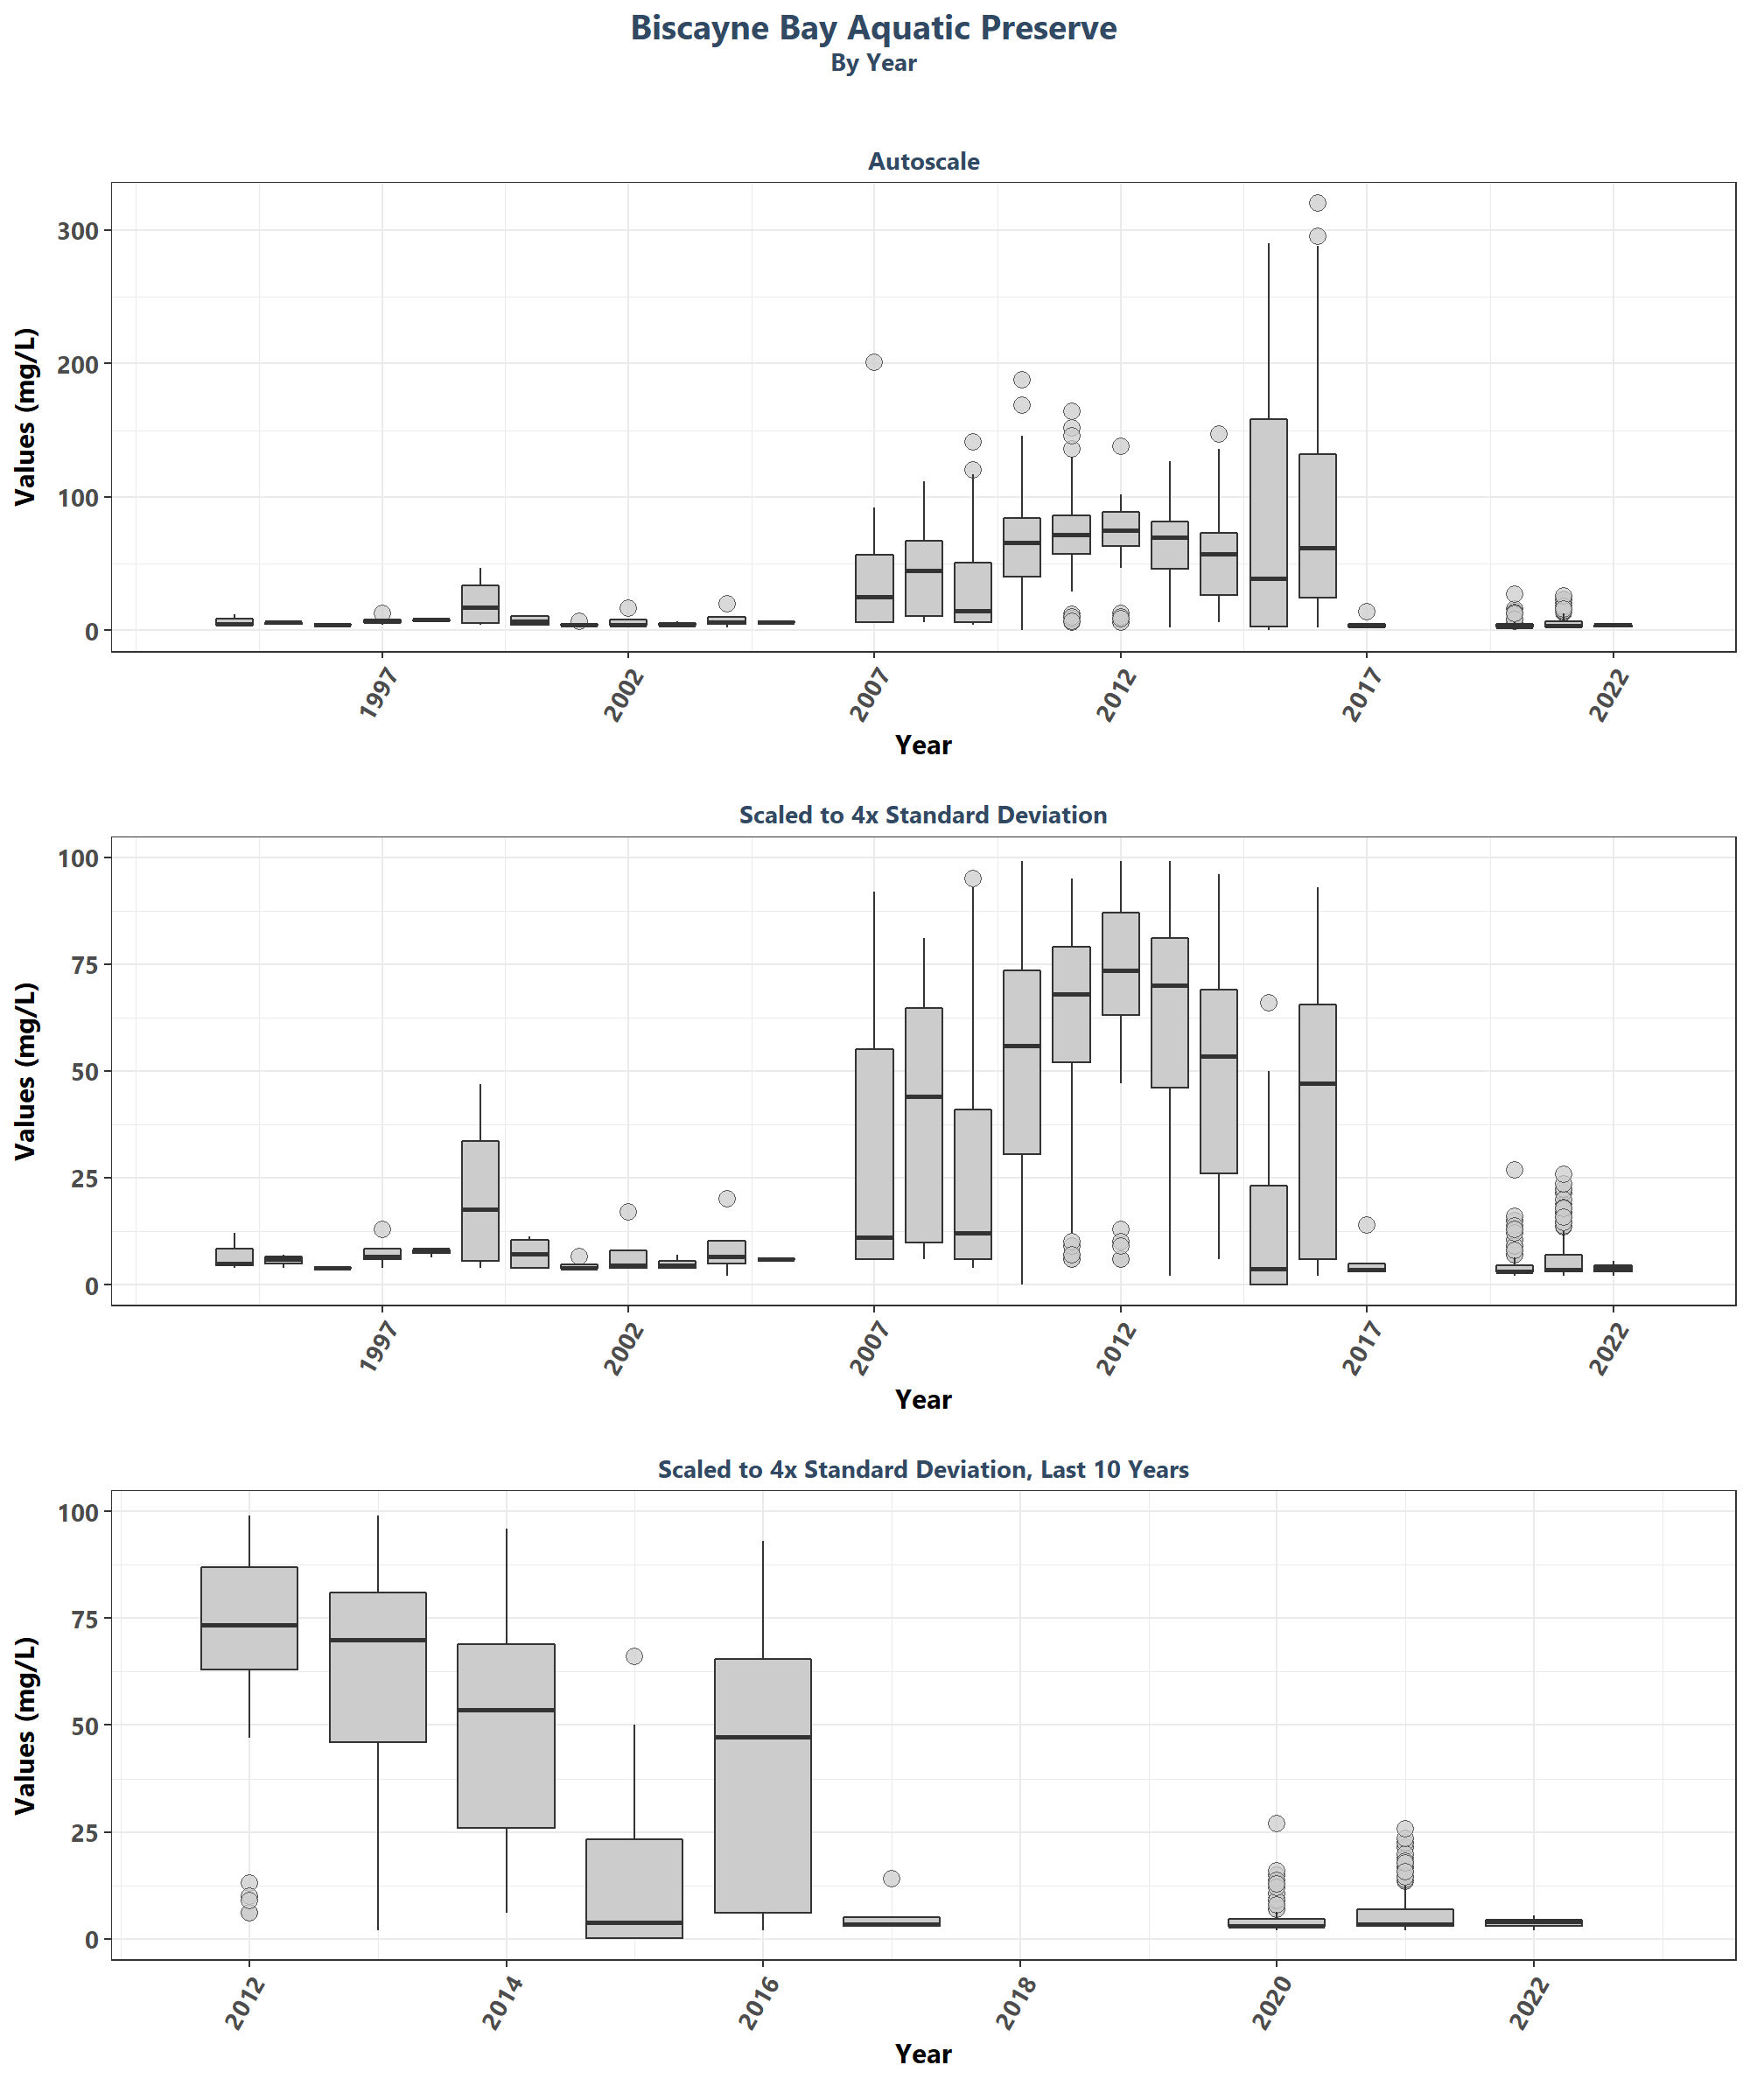 Biscayne Bay Aquatic Preserve
By Year
Autoscale
Values (mg/L)
300
200
100
0
1997
2002
2007
2012
2017
2022
Year
Scaled to 4x Standard Deviation
Values (mg/L)
100
75
50
25
0
1997
2002
2007
2012
2017
2022
Year
Scaled to 4x Standard Deviation, Last 10 Years
Values (mg/L)
100
75
50
25
0
2012
2014
2016
2018
2020
2022
Year